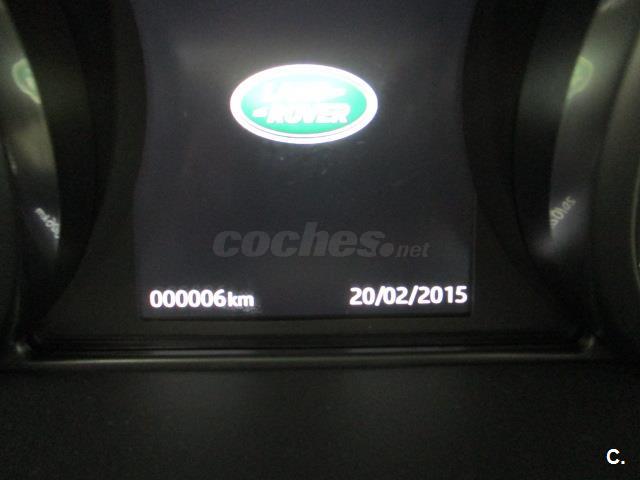 LAND
ROVER
coches.net
000006km
20/02/2015
C.